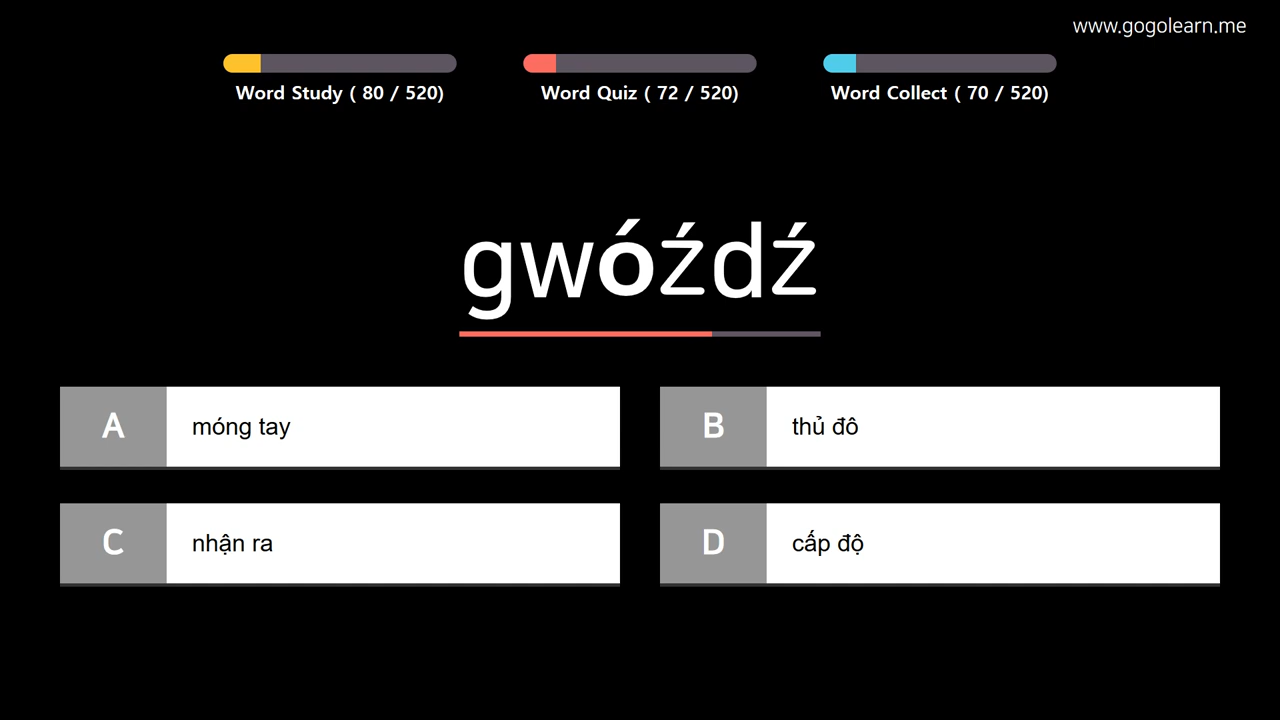 www.gogolearn.me
Word Study ( 80 / 520)
Word Quiz ( 72 / 520)
Word Collect ( 70 / 520)
gwóźdź
A móng tay
B thủ đô
C nhận ra
D cấp độ